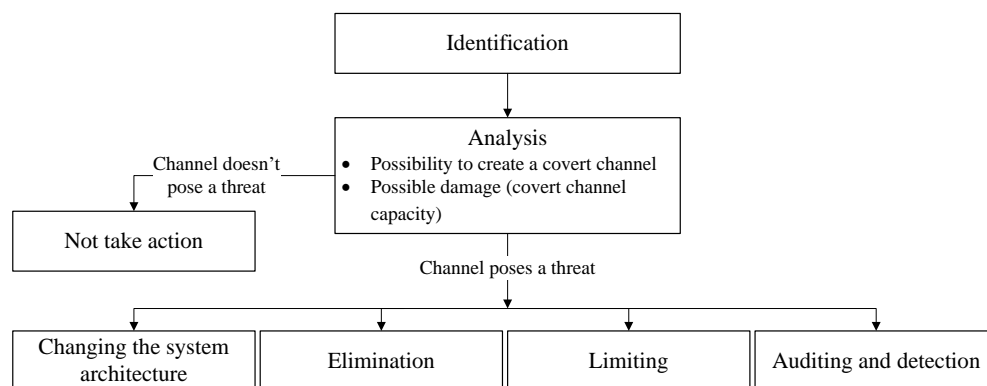 Identification
Analysis
• Possibility to create a covert channel
• Possible damage (covert channel
capacity)
Channel doesn't
pose a threat
Not take action
Channel poses a threat
Changing the system
architecture
Elimination
Limiting
Auditing and detection